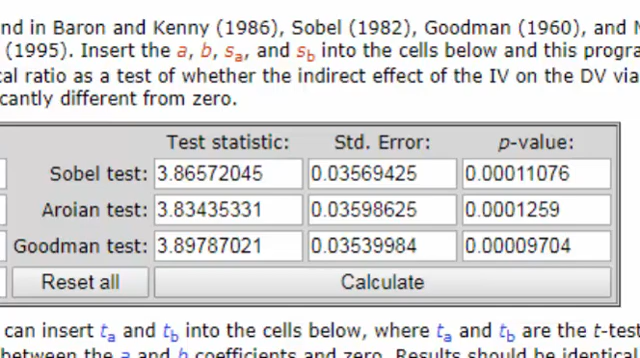 nd in Baron and Kenny (1986), Sobel (1982), Goodman (1960), and
(1995). Insert the a, b, sa, and sb into the cells below and this progra
cal ratio as a test of whether the indirect effect of the IV on the DV via
cantly different from zero.
Test statistic: Std. Error: p-value:
Sobel test: 3.86572045 0.03569425 0.00011076
Aroian test: 3.83435331 0.03598625 0.0001259
Goodman test: 3.89787021 0.03539984 0.00009704
Reset all Calculate
can insert ta and tb into the cells below, where ta and tb are the t-test
between the a and b coefficients and zero. Results should be identical